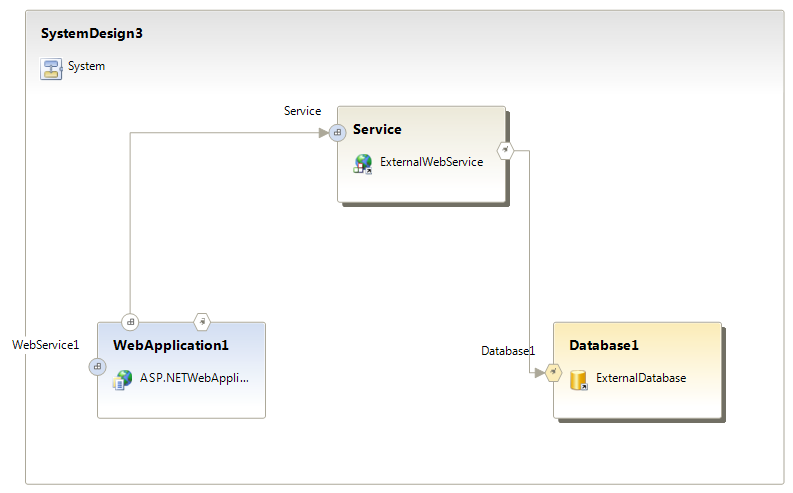 SystemDesign3
System
Service
Service
ExternalWebService
WebService1
WebApplication1
ASP.NETWebAppli...
Database1
Database1
ExternalDatabase